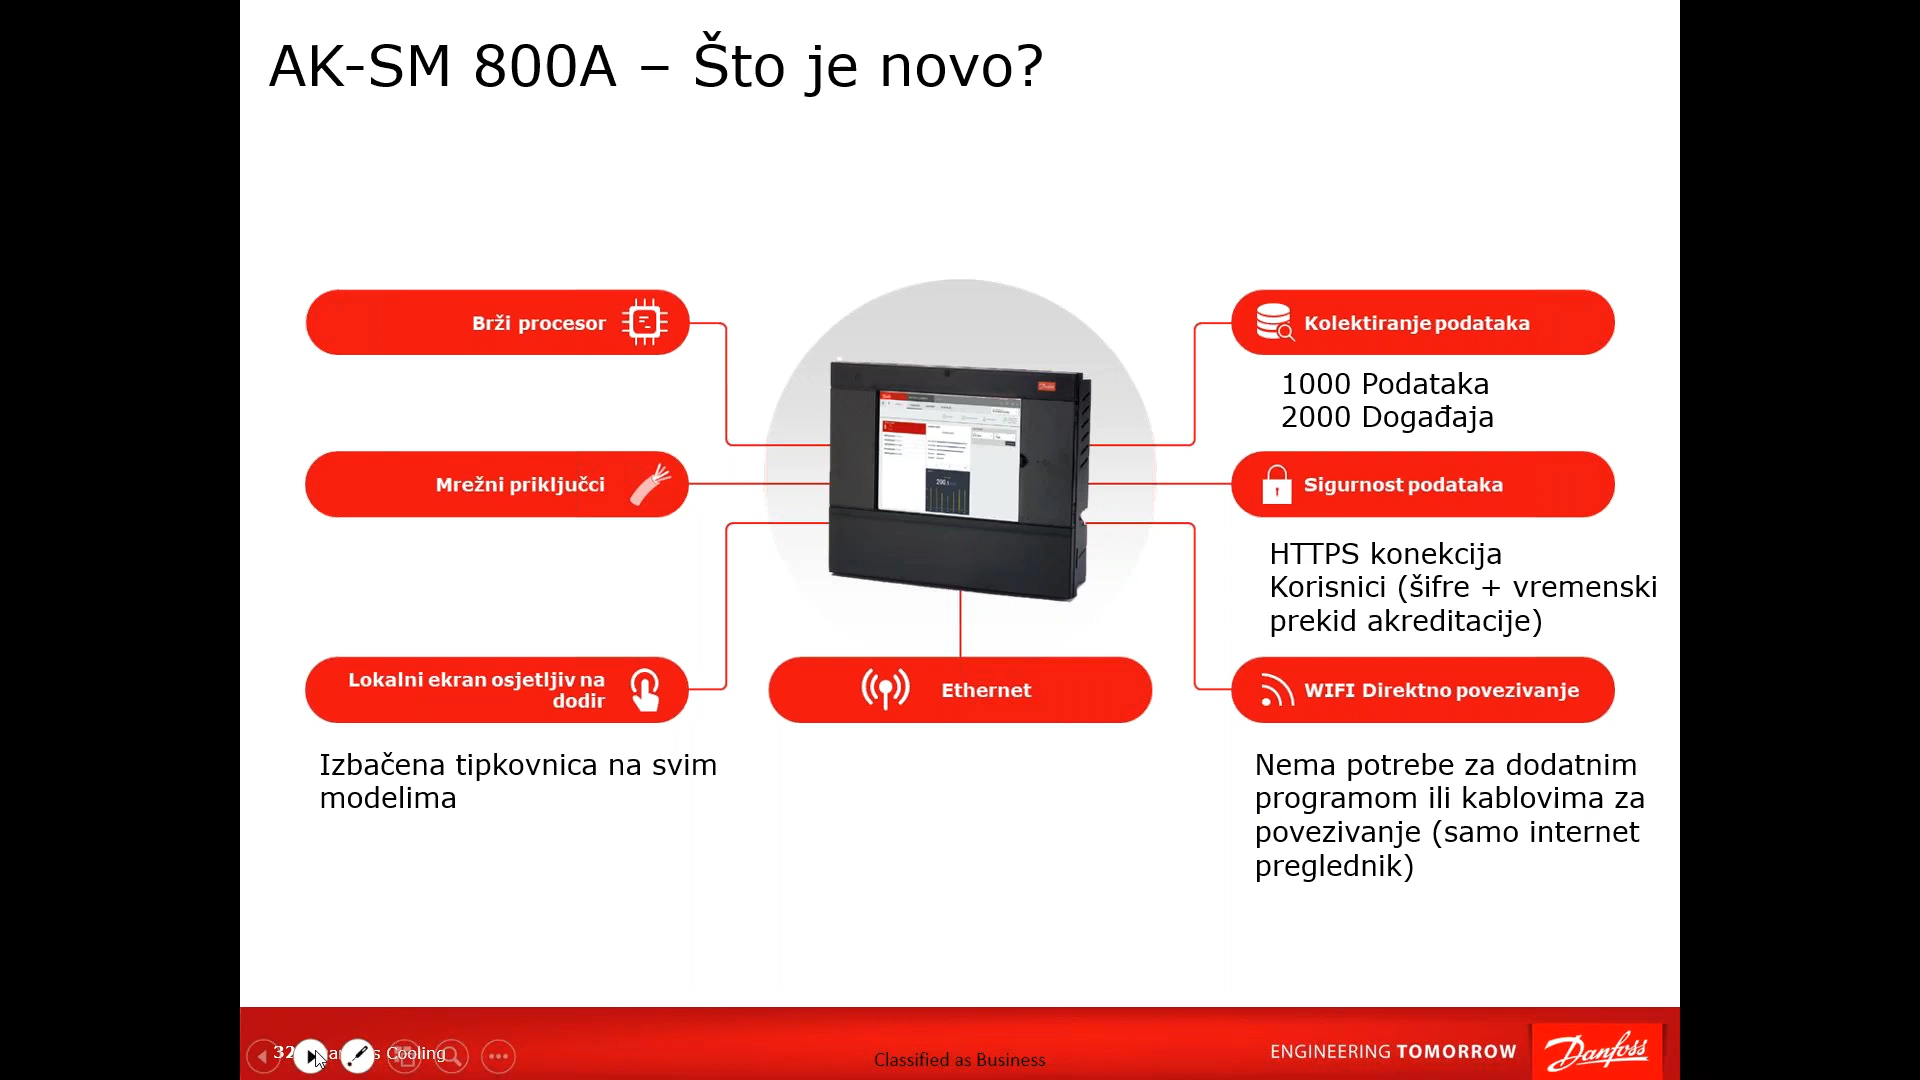 AK-SM 800A – Što je novo?
Brži procesor
Mrežni priključci
Lokalni ekran osjetljiv na
dodir
Izbačena tipkovnica na svim
modelima
Ethernet
Kolektiranje podataka
1000 Podataka
2000 Događaja
Sigurnost podataka
HTTPS konekcija
Korisnici (šifre + vremenski
prekid akreditacije)
WIFI Direktno povezivanje
Nema potrebe za dodatnim
programom ili kablovima za
povezivanje (samo internet
preglednik)
32
Cooling
Classified as Business
ENGINEERING TOMORROW
Danfoss